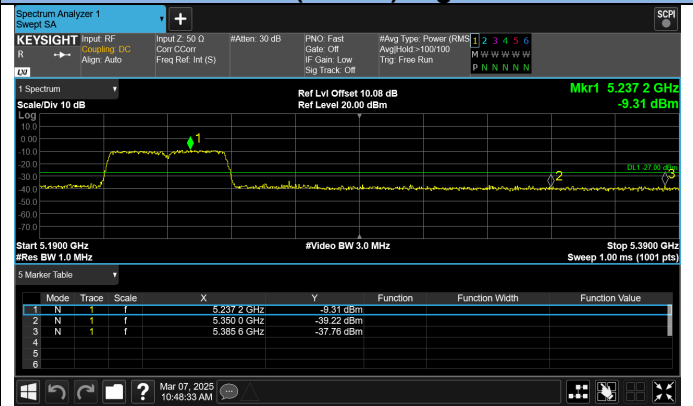 Spectrum Analyzer 1
Swept SA
+
SCPI
KEYSIGHT
R
LXI
Input: RF
Coupling: DC
Align: Auto
Input Z: 50 Ω
Corr CCorr
Freq Ref: Int (S)
#Atten: 30 dB
PNO: Fast
Gate: Off
IF Gain: Low
Sig Track: Off
#Avg Type: Power (RMS
Avg|Hold:>100/100
Trig: Free Run
1 2 3 4 5 6
M W W W W W
P N N N N N
1 Spectrum
Scale/Div 10 dB
Ref Lvl Offset 10.08 dB
Ref Level 20.00 dBm
Mkr1 5.237 2 GHz
-9.31 dBm
Log
10.0
0.00
-10.0
-20.0
-30.0
-40.0
-50.0
-60.0
-70.0
1
2
3
DL1 -27.00 dBm
Start 5.1900 GHz
#Res BW 1.0 MHz
#Video BW 3.0 MHz
Stop 5.3900 GHz
Sweep 1.00 ms (1001 pts)
5 Marker Table
Mode Trace Scale X Y Function Function Width Function Value
1 N 1 f 5.237 2 GHz -9.31 dBm
2 N 1 f 5.350 0 GHz -39.22 dBm
3 N 1 f 5.385 6 GHz -37.76 dBm
4
5
6
?
Mar 07, 2025
10:48:33 AM